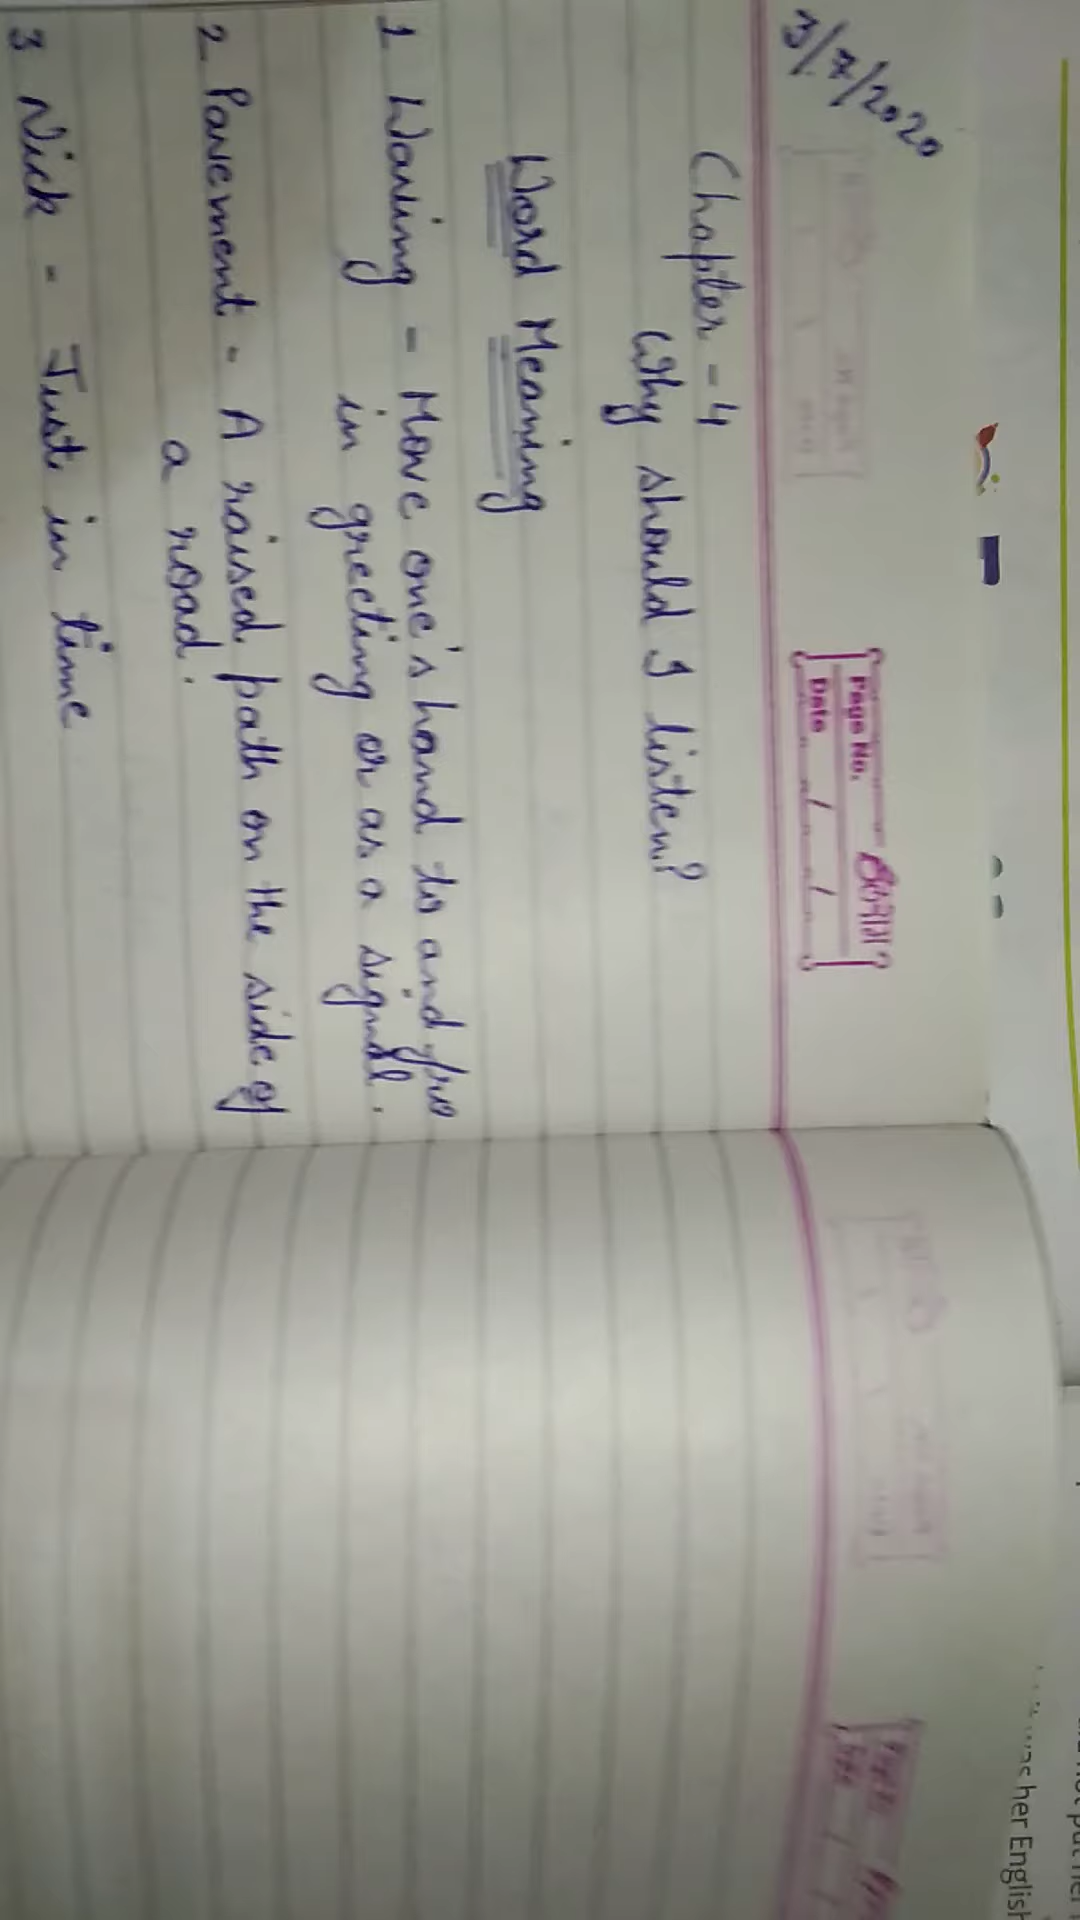 3/7/2020
Page No.
Date
Chapter - 4
Why should I listen?
Word Meaning
1 Waving - Move one's hand to and fro
in greeting or as a signal.
2 Pavement - A raised path on the side of
a road.
3 Nick - Just in time
was her English